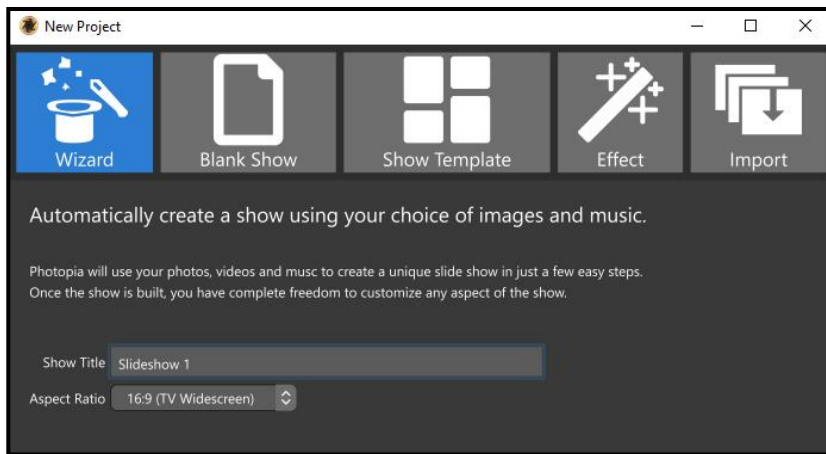 New Project
Wizard
Blank Show
Show Template
Effect
Import
Automatically create a show using your choice of images and music.
Photopia will use your photos, videos and musc to create a unique slide show in just a few easy steps.
Once the show is built, you have complete freedom to customize any aspect of the show.
Show Title Slideshow 1
Aspect Ratio 16:9 (TV Widescreen)